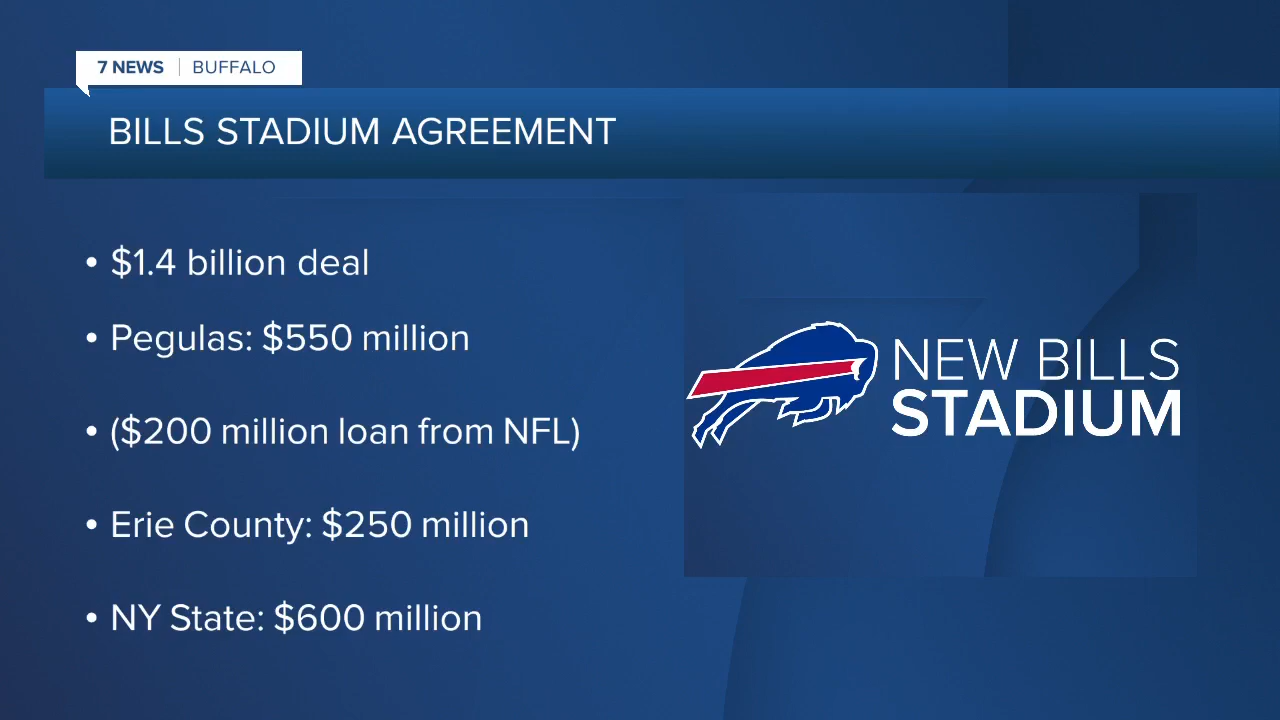 7 NEWS | BUFFALO
BILLS STADIUM AGREEMENT
• $1.4 billion deal
• Pegulas: $550 million
• ($200 million loan from NFL)
• Erie County: $250 million
• NY State: $600 million
NEW BILLS
STADIUM